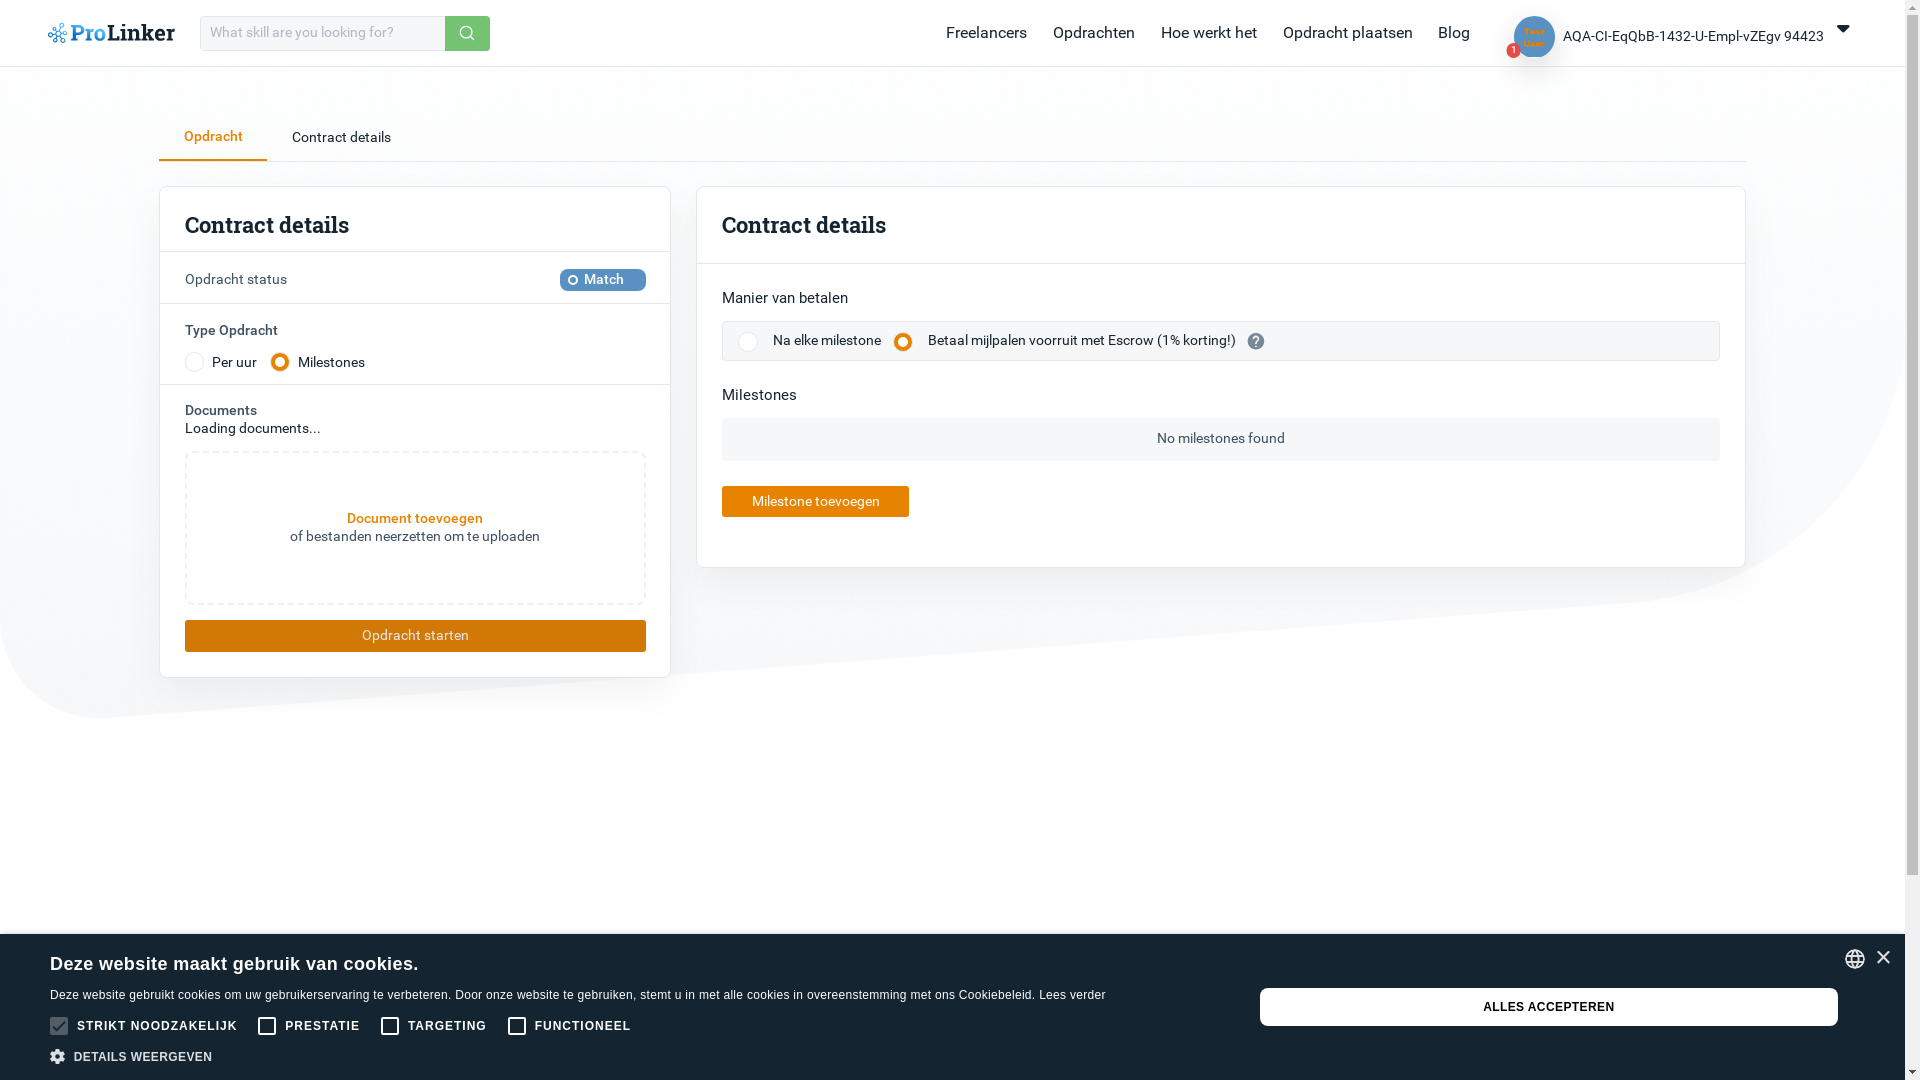 ProLinker
What skill are you looking for?
Freelancers
Opdrachten
Hoe werkt het
Opdracht plaatsen
Blog
1
AQA-CI-EqQbB-1432-U-Empl-vZEgv 94423
Opdracht
Contract details
Contract details
Opdracht status
Match
Type Opdracht
Per uur
Milestones
Documents
Loading documents...
Document toevoegen
of bestanden neerzetten om te uploaden
Opdracht starten
Contract details
Manier van betalen
Na elke milestone
Betaal mijlpalen voorruit met Escrow (1% korting!)
?
Milestones
No milestones found
Milestone toevoegen
Deze website maakt gebruik van cookies.
Deze website gebruikt cookies om uw gebruikerservaring te verbeteren. Door onze website te gebruiken, stemt u in met alle cookies in overeenstemming met ons Cookiebeleid. Lees verder
STRIKT NOODZAKELIJK
PRESTATIE
TARGETING
FUNCTIONEEL
DETAILS WEERGEVEN
ALLES ACCEPTEREN
×